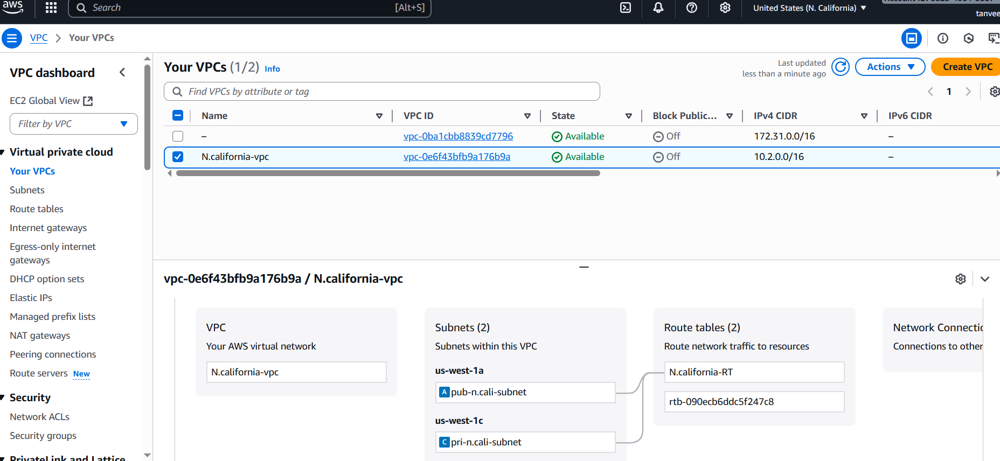 aws
Search
[Alt+S]
United States (N. California)
VPC
Your VPCs
VPC dashboard
EC2 Global View
Filter by VPC
Virtual private cloud
Your VPCs
Subnets
Route tables
Internet gateways
Egress-only internet
gateways
DHCP option sets
Elastic IPs
Managed prefix lists
NAT gateways
Peering connections
Route servers New
Security
Network ACLs
Security groups
PrivateLink and Lattice
Your VPCs (1/2) Info
Last updated
less than a minute ago
Actions
Create VPC
Find VPCs by attribute or tag
1
Name VPC ID State Block Public... IPv4 CIDR IPv6 CIDR
– vpc-0ba1cbb8839cd7796 Available Off 172.31.0.0/16 –
N.california-vpc vpc-0e6f43bfb9a176b9a Available Off 10.2.0.0/16 –
vpc-0e6f43bfb9a176b9a / N.california-vpc
VPC
Your AWS virtual network
N.california-vpc
Subnets (2)
Subnets within this VPC
us-west-1a
A pub-n.cali-subnet
us-west-1c
C pri-n.cali-subnet
Route tables (2)
Route network traffic to resources
N.california-RT
rtb-090ecb6ddc5f247c8
Network Connectic
Connections to other